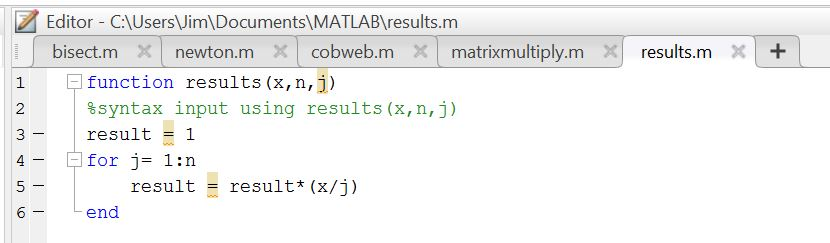 Editor - C:\Users\Jim\Documents\MATLAB\results.m
bisect.m newton.m cobweb.m matrixmultiply.m results.m +
1 function results(x,n,j)
2 %syntax input using results(x,n,j)
3 – result = 1
4 – for j= 1:n
5 – result = result*(x/j)
6 – end